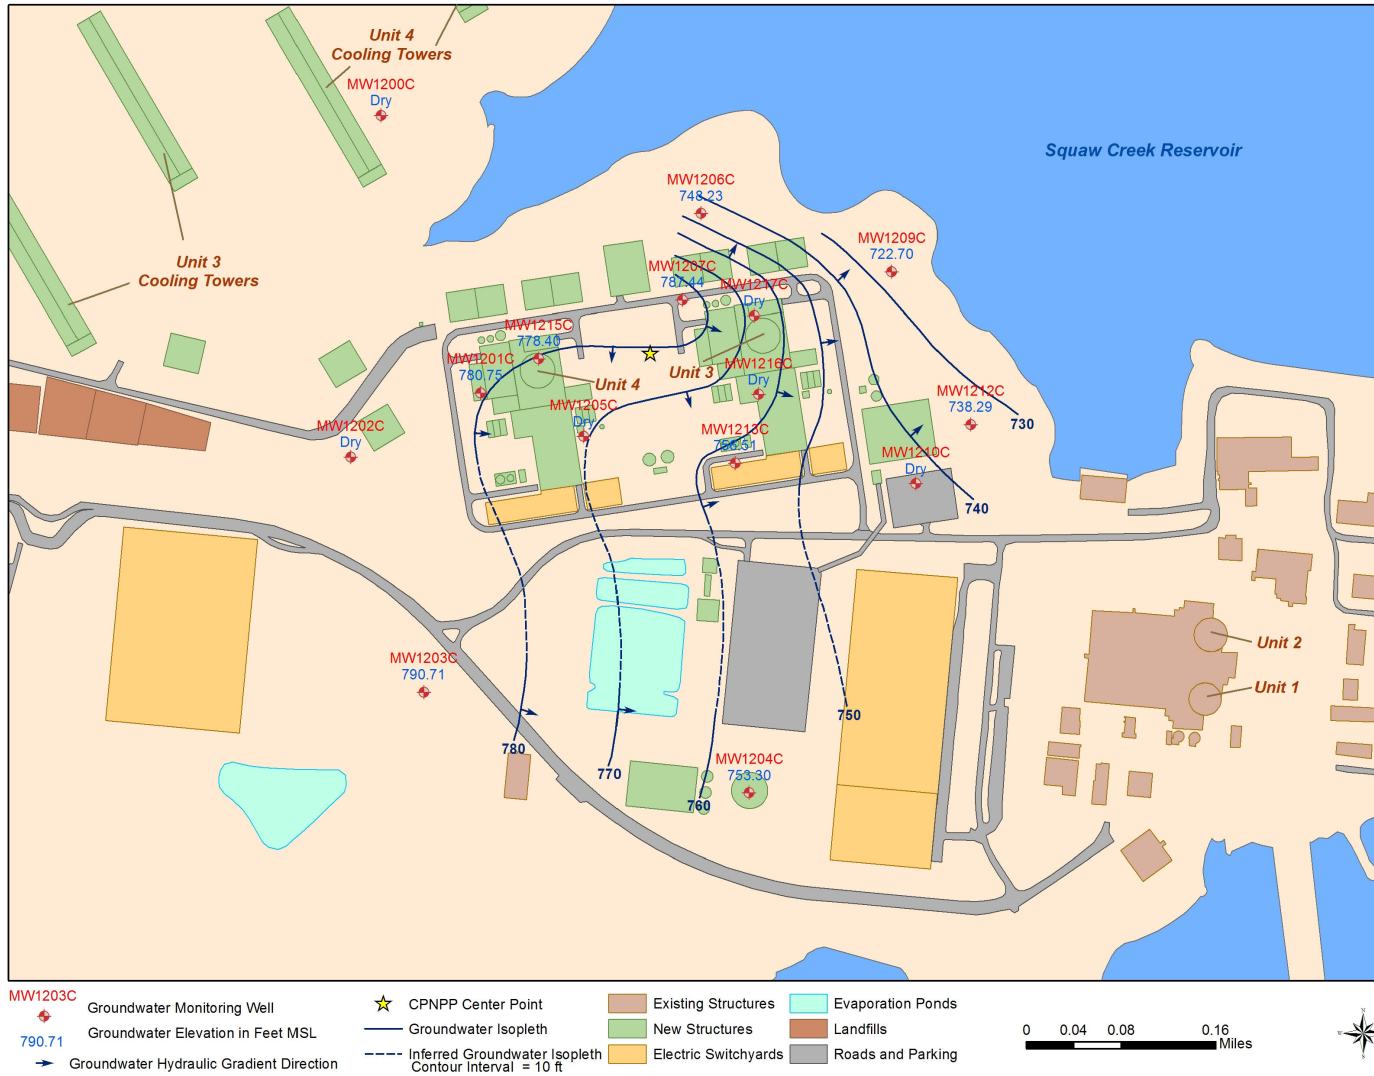 Unit 4
Cooling Towers
MW1200C
Dry
Squaw Creek Reservoir
MW1206C
748.23
Unit 3
Cooling Towers
MW1209C
722.70
MW1207C
787.44
MW1217C
Dry
MW1215C
778.40
MW1201C
780.75
Unit 4
Unit 3
MW1216C
Dry
MW1205C
Dry
MW1212C
738.29
730
MW1202C
Dry
MW1213C
MW1210C
Dry
740
MW1203C
790.71
Unit 2
Unit 1
750
780
770
MW1204C
753.30
760
MW1203C
790.71
Groundwater Monitoring Well
Groundwater Elevation in Feet MSL
Groundwater Hydraulic Gradient Direction
CPNPP Center Point
Groundwater Isopleth
Inferred Groundwater Isopleth
Contour Interval = 10 ft
Existing Structures
New Structures
Electric Switchyards
Evaporation Ponds
Landfills
Roads and Parking
0 0.04 0.08 0.16
Miles
N
S